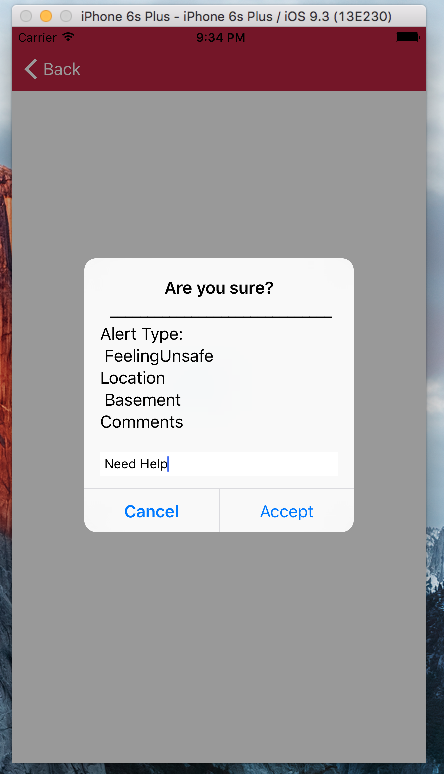 iPhone 6s Plus - iPhone 6s Plus / iOS 9.3 (13E230)
Carrier 9:34 PM
Back
Are you sure?
Alert Type:
FeelingUnsafe
Location
Basement
Comments
Need Help
Cancel Accept